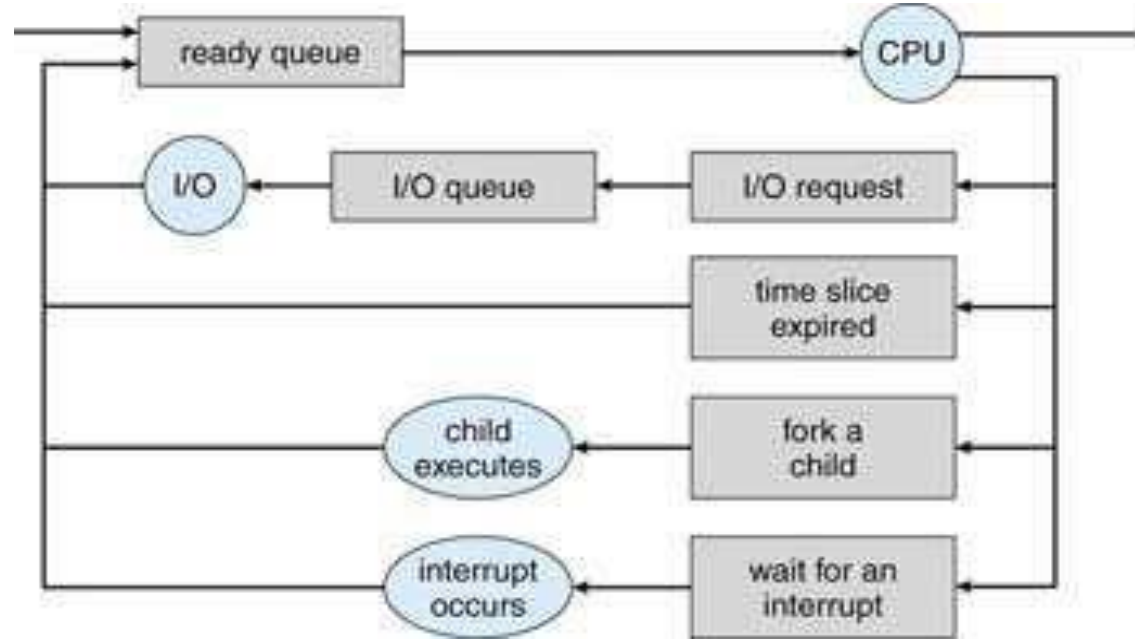 ready queue
CPU
I/O
I/O queue
I/O request
time slice
expired
child
executes
fork a
child
interrupt
occurs
wait for an
interrupt